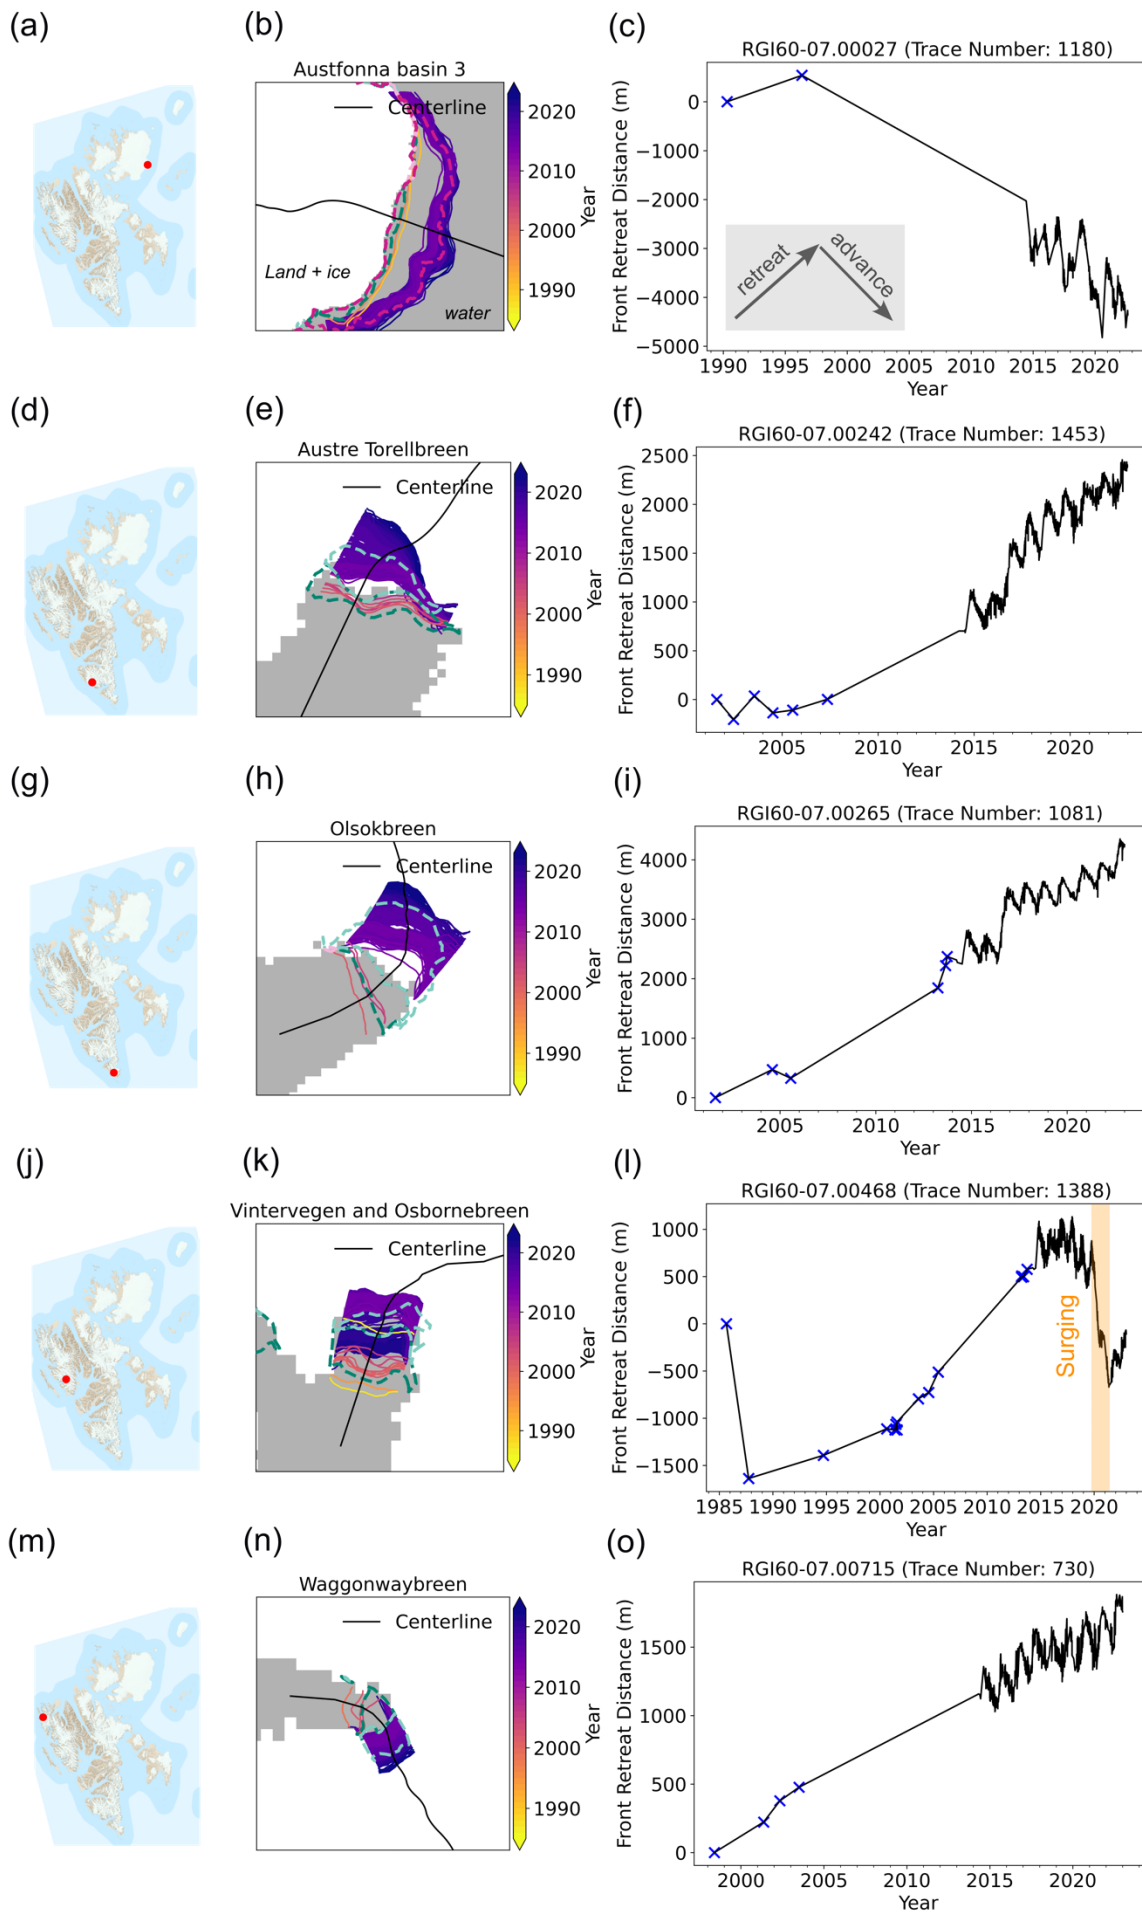 (a)
(b)
(c)
Austfonna basin 3
Centerline
Land + ice
water
2020
2010
2000
1990
Year
RGI60-07.00027 (Trace Number: 1180)
Front Retreat Distance (m)
0
−1000
−2000
−3000
−4000
−5000
retreat
advance
1990 1995 2000 2005 2010 2015 2020
Year
(d)
(e)
(f)
Austre Torellbreen
Centerline
2020
2010
2000
1990
Year
RGI60-07.00242 (Trace Number: 1453)
Front Retreat Distance (m)
2500
2000
1500
1000
500
0
2005 2010 2015 2020
Year
(g)
(h)
(i)
Olsokbreen
Centerline
2020
2010
2000
1990
Year
RGI60-07.00265 (Trace Number: 1081)
Front Retreat Distance (m)
4000
3000
2000
1000
0
2005 2010 2015 2020
Year
(j)
(k)
(l)
Vintervegen and Osbornebreen
Centerline
2020
2010
2000
1990
Year
RGI60-07.00468 (Trace Number: 1388)
Front Retreat Distance (m)
1000
500
0
−500
−1000
−1500
Surging
1985 1990 1995 2000 2005 2010 2015 2020
Year
(m)
(n)
(o)
Waggonwaybreen
Centerline
2020
2010
2000
1990
Year
RGI60-07.00715 (Trace Number: 730)
Front Retreat Distance (m)
1500
1000
500
0
2000 2005 2010 2015 2020
Year